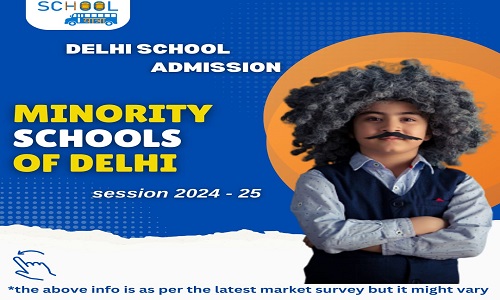 SCHOOL
DELHI SCHOOL
ADMISSION
MINORITY
SCHOOLS
OF DELHI
session 2024 - 25
*the above info is as per the latest market survey but it might vary